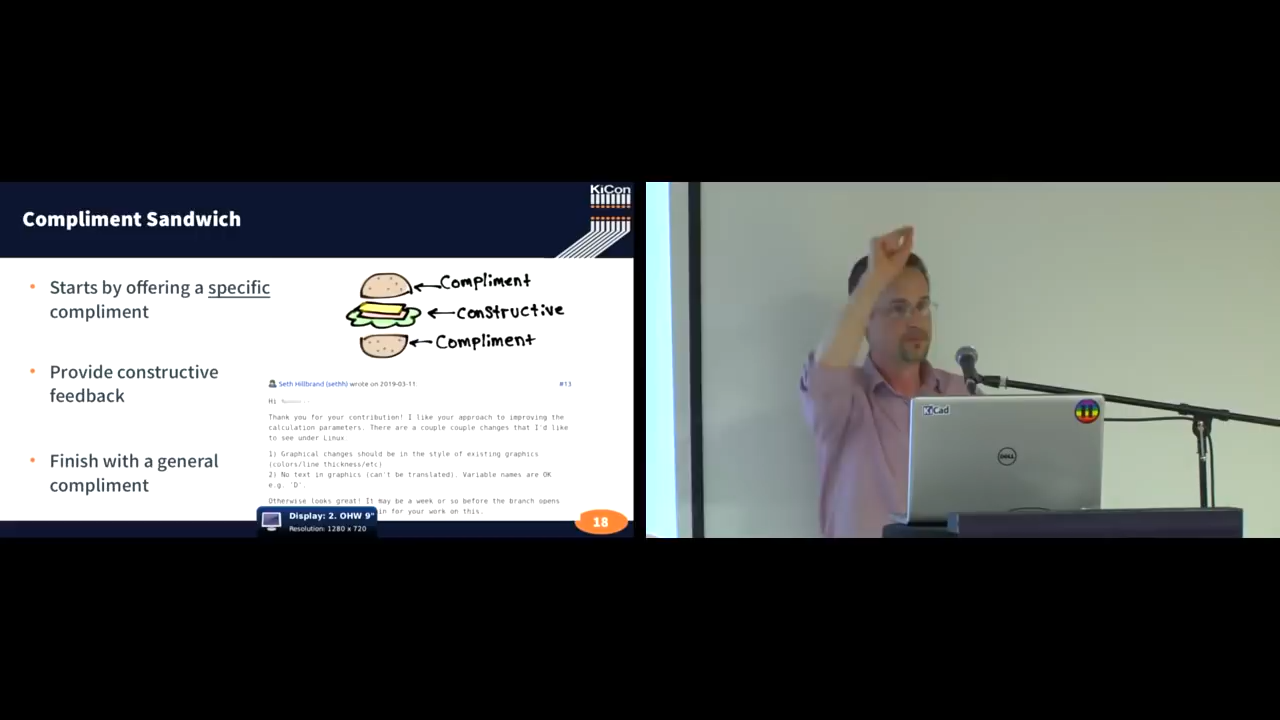 KiCon
Compliment Sandwich
• Starts by offering a specific
compliment
• Provide constructive
feedback
• Finish with a general
compliment
Compliment
constructive
Compliment
Seth Hillbrand (sethh) wrote on 2019-03-11. #13
Hi
Thank you for your contribution! I like your approach to improving the
calculation parameters. There are a couple couple changes that I'd like
to see under Linux.
1) Graphical changes should be in the style of existing graphics
(colors/line thickness/etc)
2) No text in graphics (can't be translated). Variable names are OK
e.g. 'D'.
Otherwise looks great! It may be a week or so before the branch opens
in for your work on this.
Display: 2. OHW 9"
Resolution: 1280 x 720
18
KiCad
DELL